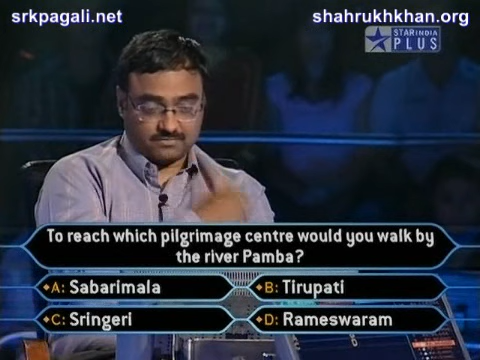 srkpagali.net
shahrukhkhan.org
STAR INDIA
PLUS
To reach which pilgrimage centre would you walk by
the river Pamba?
A: Sabarimala
B: Tirupati
C: Sringeri
D: Rameswaram